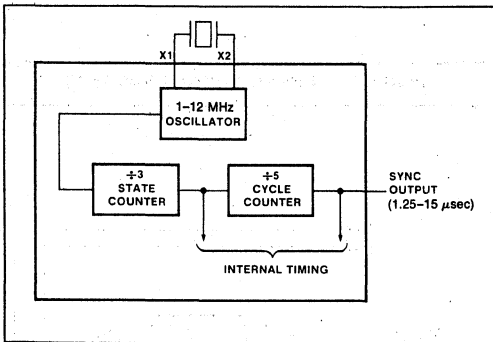 X1
X2
1–12 MHz
OSCILLATOR
÷3
STATE
COUNTER
÷5
CYCLE
COUNTER
SYNC
OUTPUT
(1.25–15 μsec)
INTERNAL TIMING